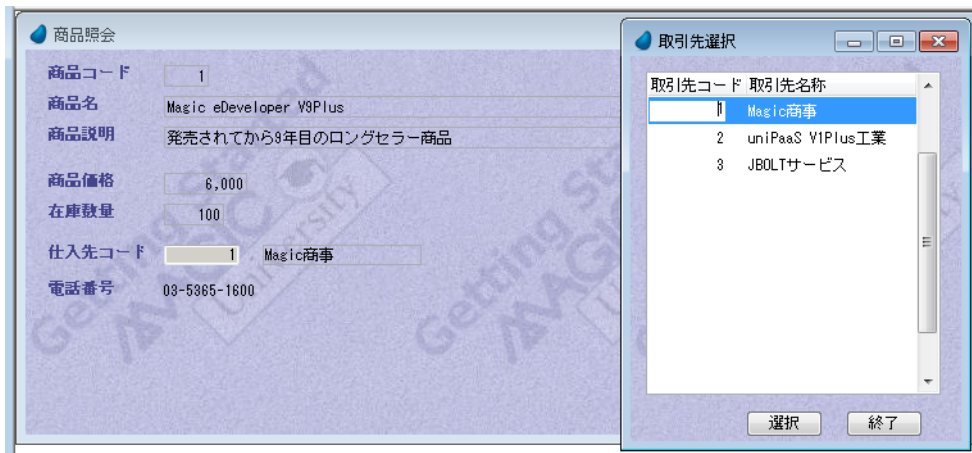 商品照会
商品コード 1
商品名 Magic eDeveloper V9Plus
商品説明 発売されてから9年目のロングセラー商品
商品価格 6,000
在庫数量 100
仕入先コード 1 Magic商事
電話番号 03-5365-1600
取引先選択
取引先コード 取引先名称
1 Magic商事
2 uniPaaS V1Plus工業
3 JBOLTサービス
選択 終了
Getting Started
MAGIC
University